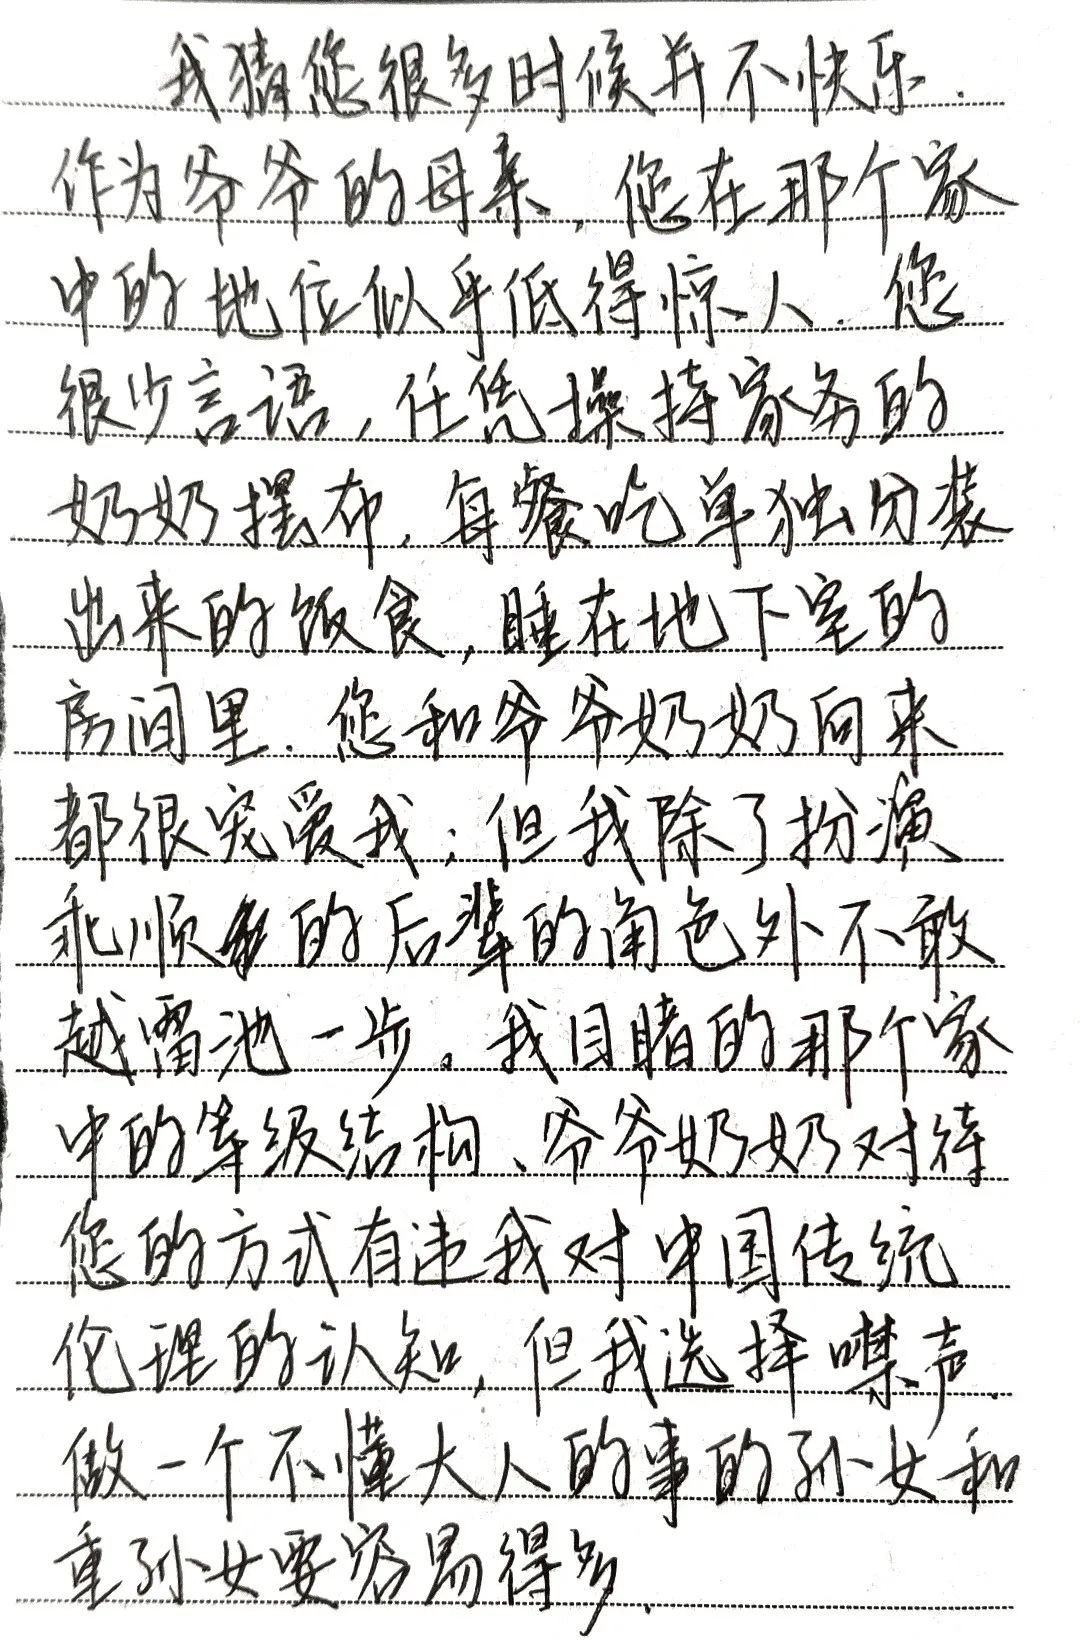 我猜您很多时候并不快乐.
作为爷爷的母亲,您在那个家
中的地位似乎低得惊人.您
很少言语,任凭操持家务的
奶奶摆布,每餐吃单独分装
出来的饭食,睡在地下室的
房间里.您和爷爷奶奶向来
都很宠爱我;但我除了扮演
乖顺的后辈的角色外不敢
越雷池一步。我目睹的那个家
中的等级结构、爷爷奶奶对待
您的方式有违我对中国传统
伦理的认知,但我选择噤声.
做一个不懂大人的事的孙女和
重孙女要容易得多.